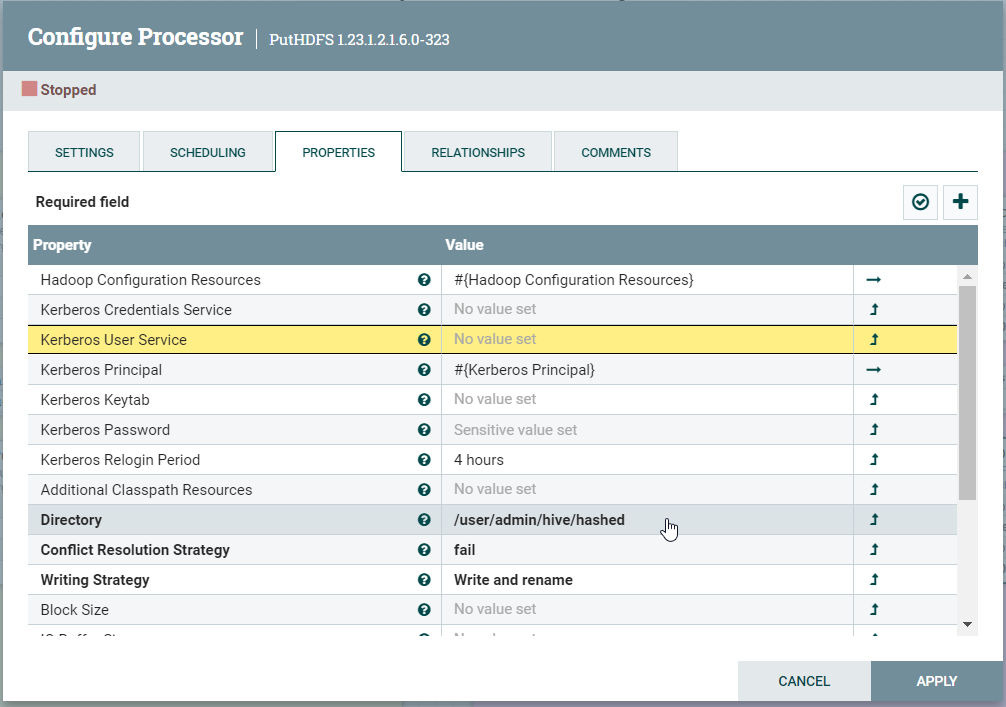 Configure Processor | PutHDFS 1.23.1.2.1.6.0-323
Stopped
SETTINGS SCHEDULING PROPERTIES RELATIONSHIPS COMMENTS
Required field
Property Value
Hadoop Configuration Resources #{Hadoop Configuration Resources}
Kerberos Credentials Service No value set
Kerberos User Service No value set
Kerberos Principal #{Kerberos Principal}
Kerberos Keytab No value set
Kerberos Password Sensitive value set
Kerberos Relogin Period 4 hours
Additional Classpath Resources No value set
Directory /user/admin/hive/hashed
Conflict Resolution Strategy fail
Writing Strategy Write and rename
Block Size No value set
CANCEL APPLY